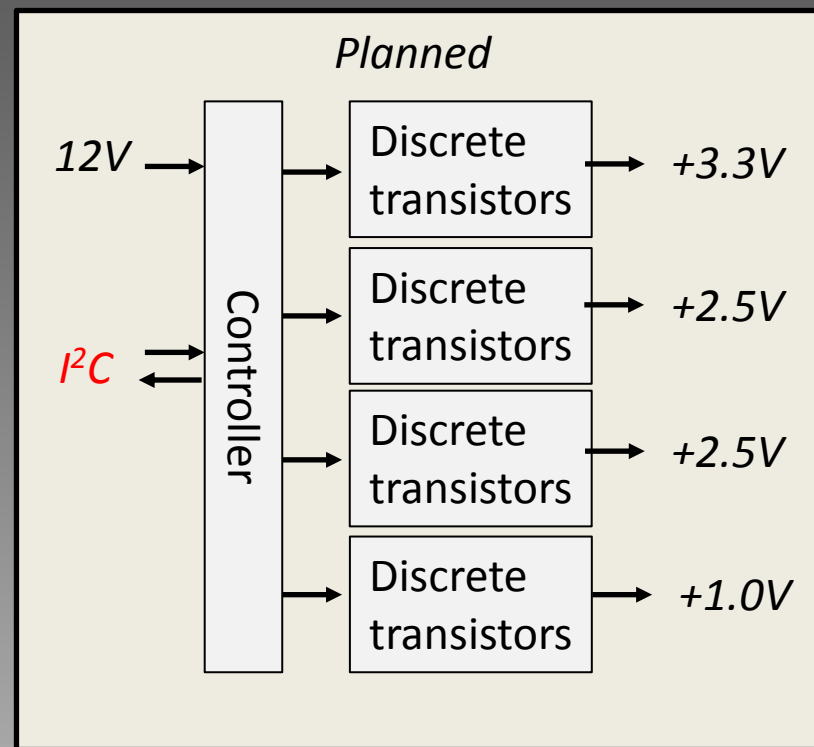 Planned
12V
I²C
Controller
Discrete
transistors
+3.3V
Discrete
transistors
+2.5V
Discrete
transistors
+2.5V
Discrete
transistors
+1.0V